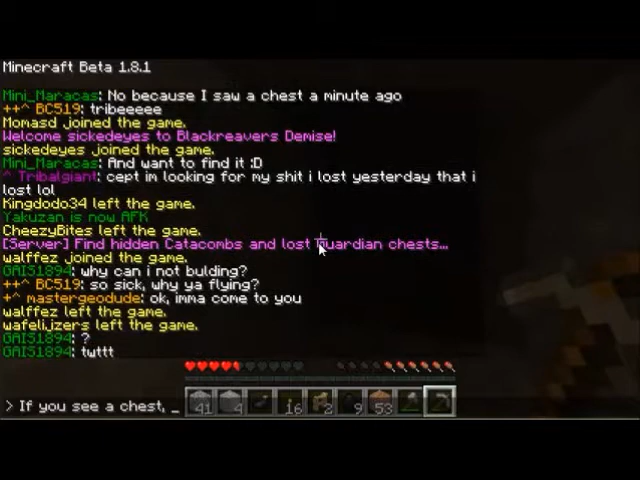 Minecraft Beta 1.8.1
Mini_Maracas: No because I saw a chest a minute ago
++^ BC519: tribeeeee
Momasd joined the game.
Welcome sickedeyes to Blackreavers Demise!
sickedeyes joined the game.
Mini_Maracas: And want to find it :D
^ Tribalgiant: cept im looking for my shit i lost yesterday that i
lost lol
Kingdodo34 left the game.
Yakuzan is now AFK
CheezyBites left the game.
[Server] Find hidden Catacombs and lost Guardian chests...
walffez joined the game.
GAIS1894: why can i not bulding?
++^ BC519: so sick, why ya flying?
+^ mastergeodude: ok, imma come to you
walffez left the game.
wafelijzers left the game.
GAIS1894: ?
GAIS1894: twttt
41 4 16 2 9 53
> If you see a chest, _